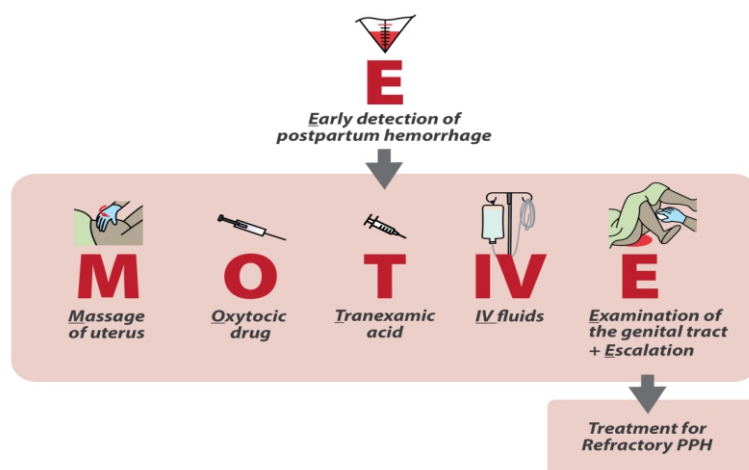 E
Early detection of
postpartum hemorrhage
M
Massage
of uterus
O
Oxytocic
drug
T
Tranexamic
acid
IV
IV fluids
E
Examination of
the genital tract
+ Escalation
Treatment for
Refractory PPH